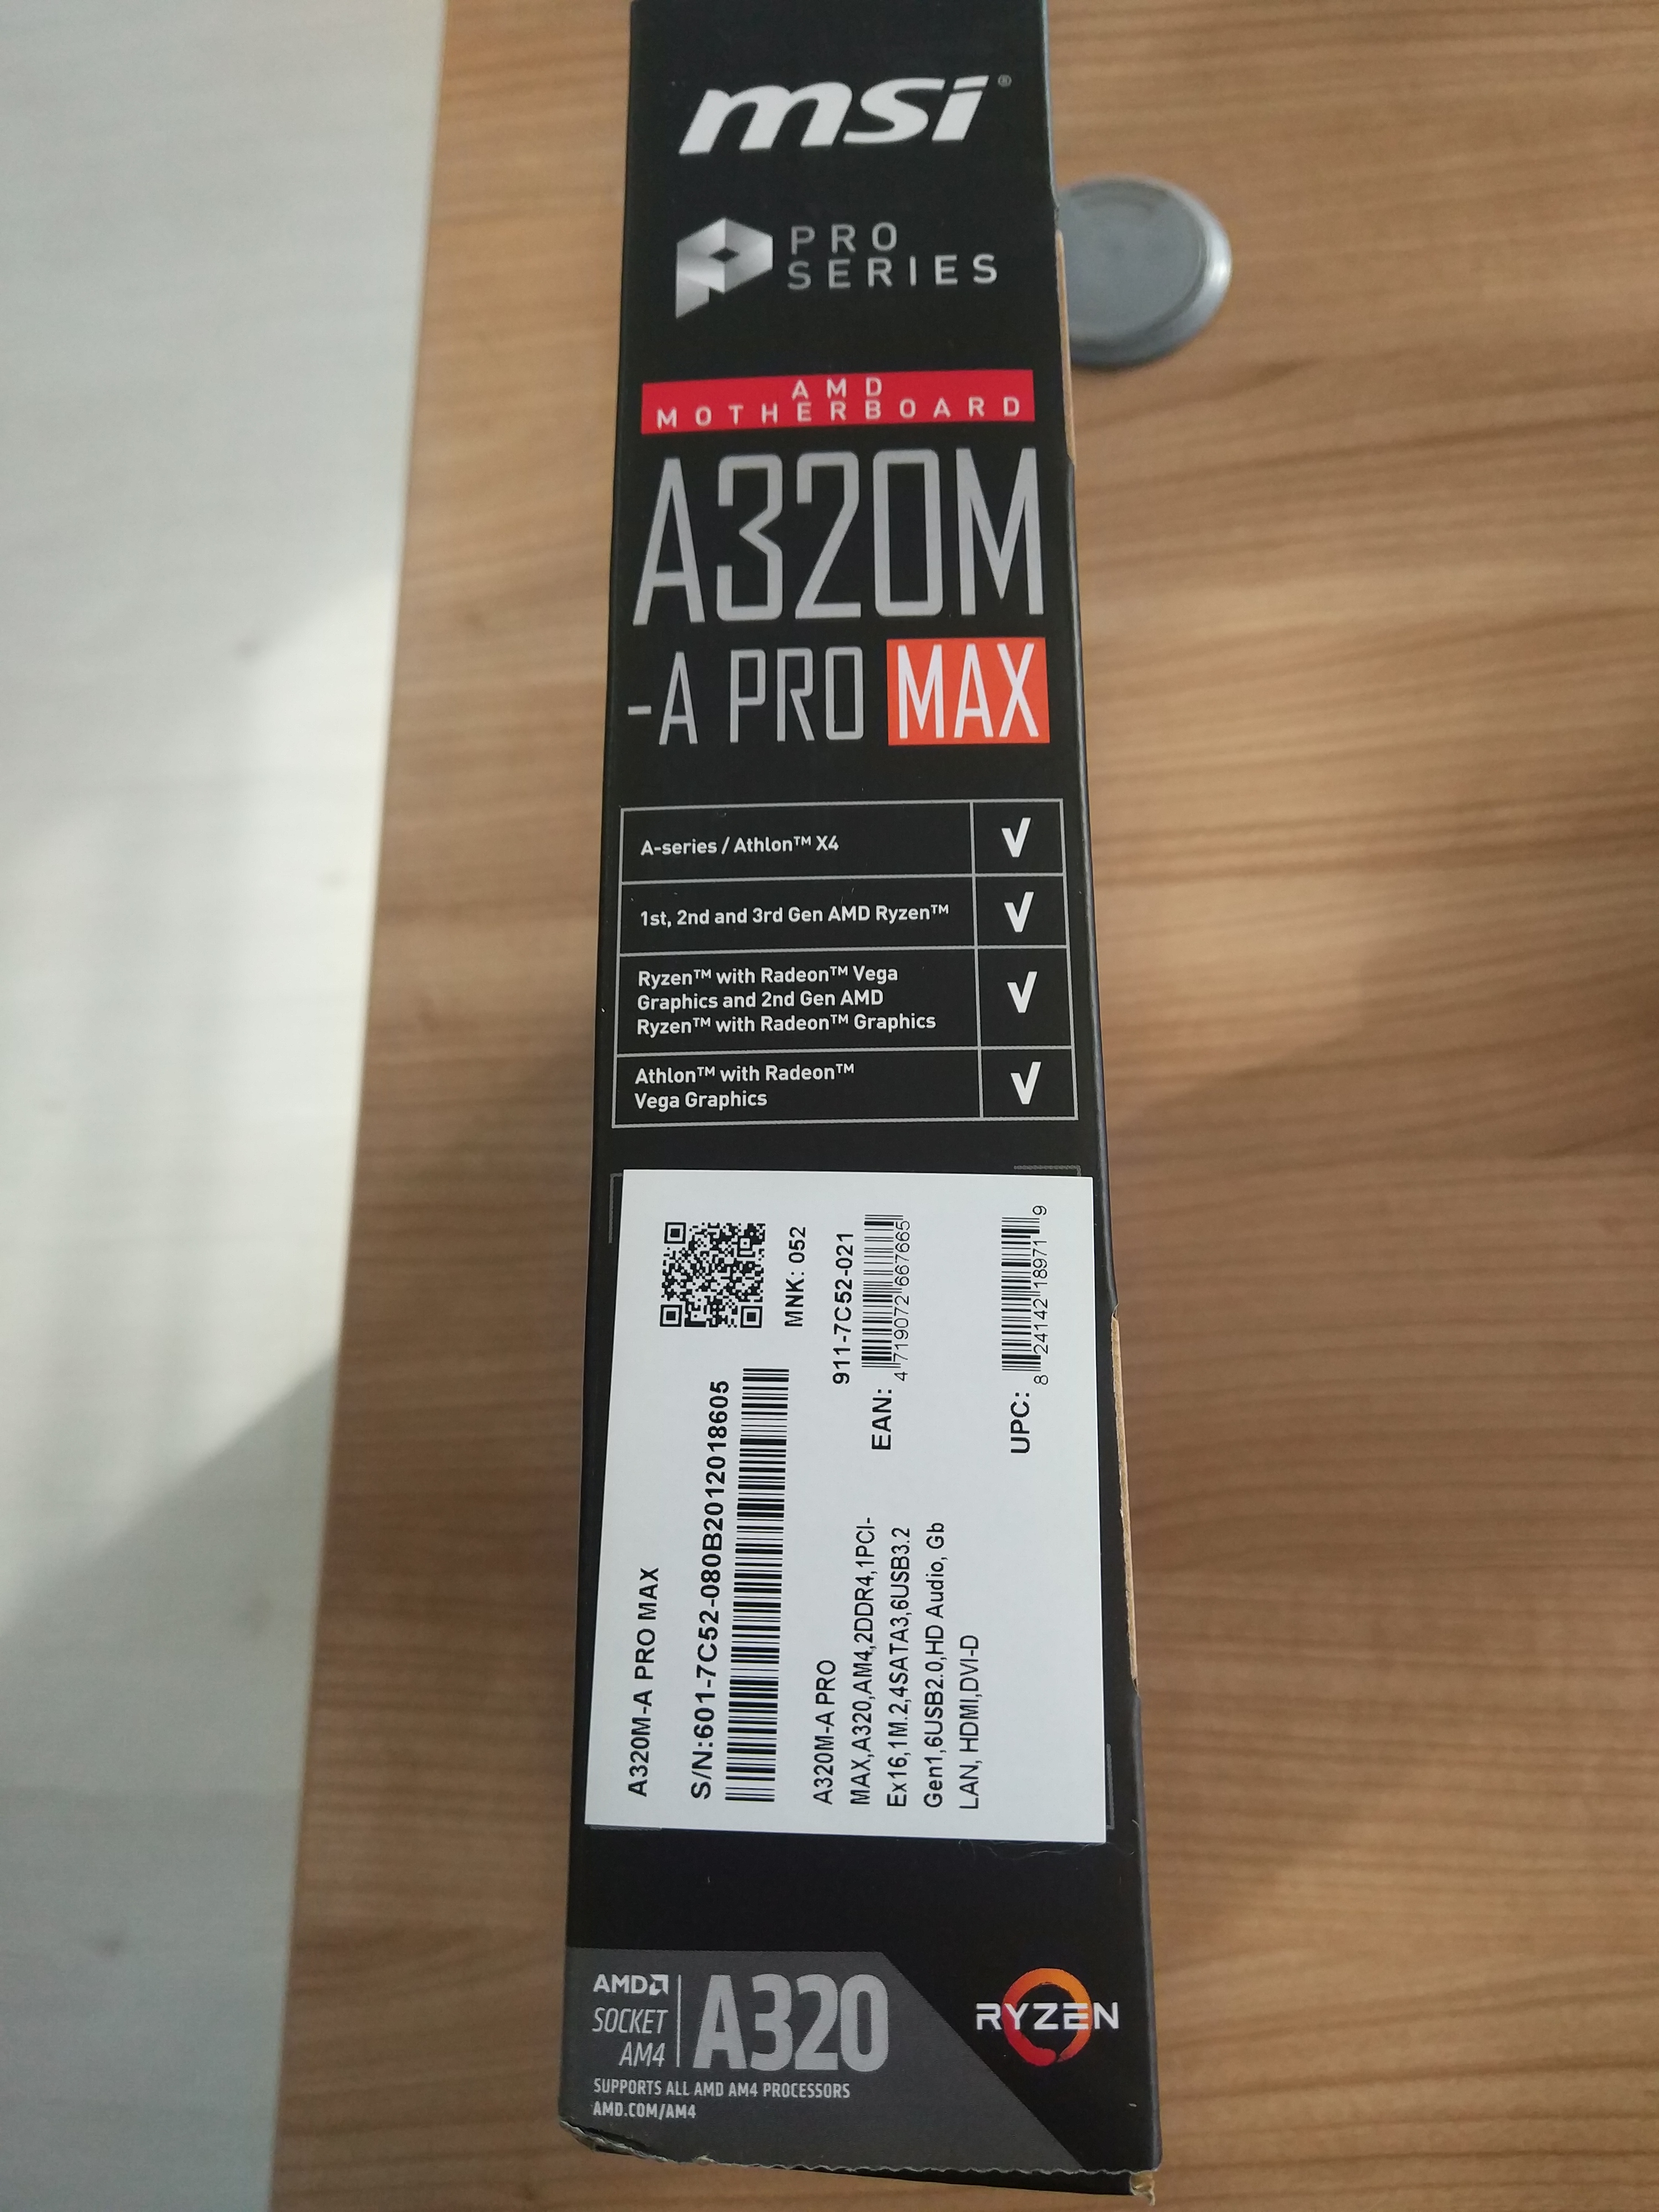 msi®
PRO
SERIES
AMD
MOTHERBOARD
A320M
-A PRO MAX
A-series / Athlon™ X4 √
1st, 2nd and 3rd Gen AMD Ryzen™ √
Ryzen™ with Radeon™ Vega
Graphics and 2nd Gen AMD
Ryzen™ with Radeon™ Graphics √
Athlon™ with Radeon™
Vega Graphics √
A320M-A PRO MAX
S/N:601-7C52-080B2012018605
MNK: 052
A320M-A PRO
MAX,A320,AM4,2DDR4,1PCI-
Ex16,1M.2,4SATA3,6USB3.2
Gen1,6USB2.0,HD Audio, Gb
LAN, HDMI,DVI-D
911-7C52-021
EAN:
4 719072 667665
UPC:
8 24142 18971 9
AMD
SOCKET
AM4
A320
SUPPORTS ALL AMD AM4 PROCESSORS
AMD.COM/AM4
RYZEN